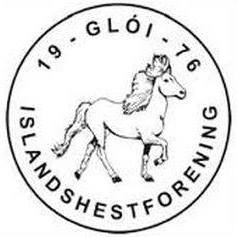 19 - GLÓI - 76
ISLANDSHESTFORENING